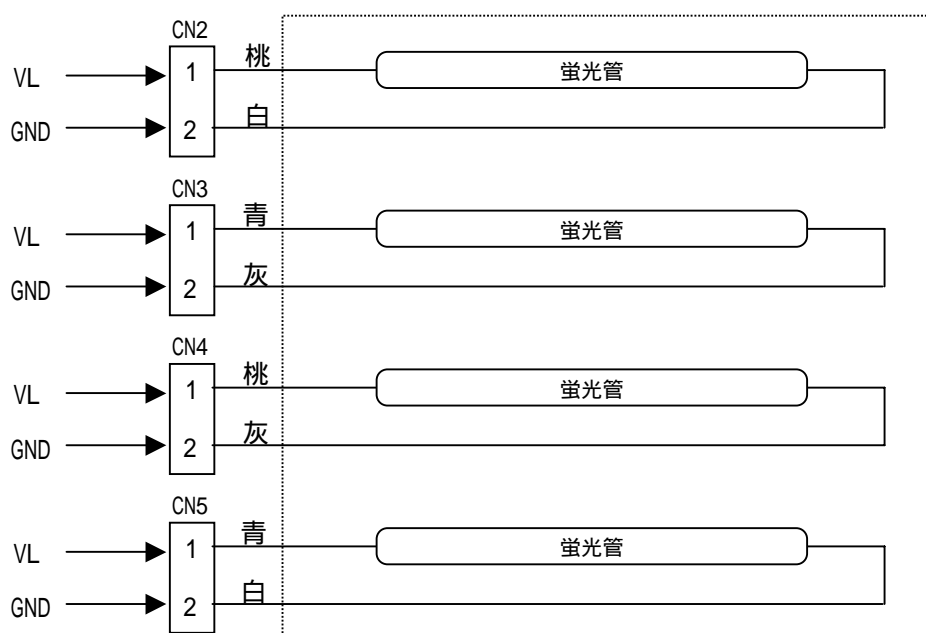 CN2
VL 1 桃 蛍光管
GND 2 白
CN3
VL 1 青 蛍光管
GND 2 灰
CN4
VL 1 桃 蛍光管
GND 2 灰
CN5
VL 1 青 蛍光管
GND 2 白